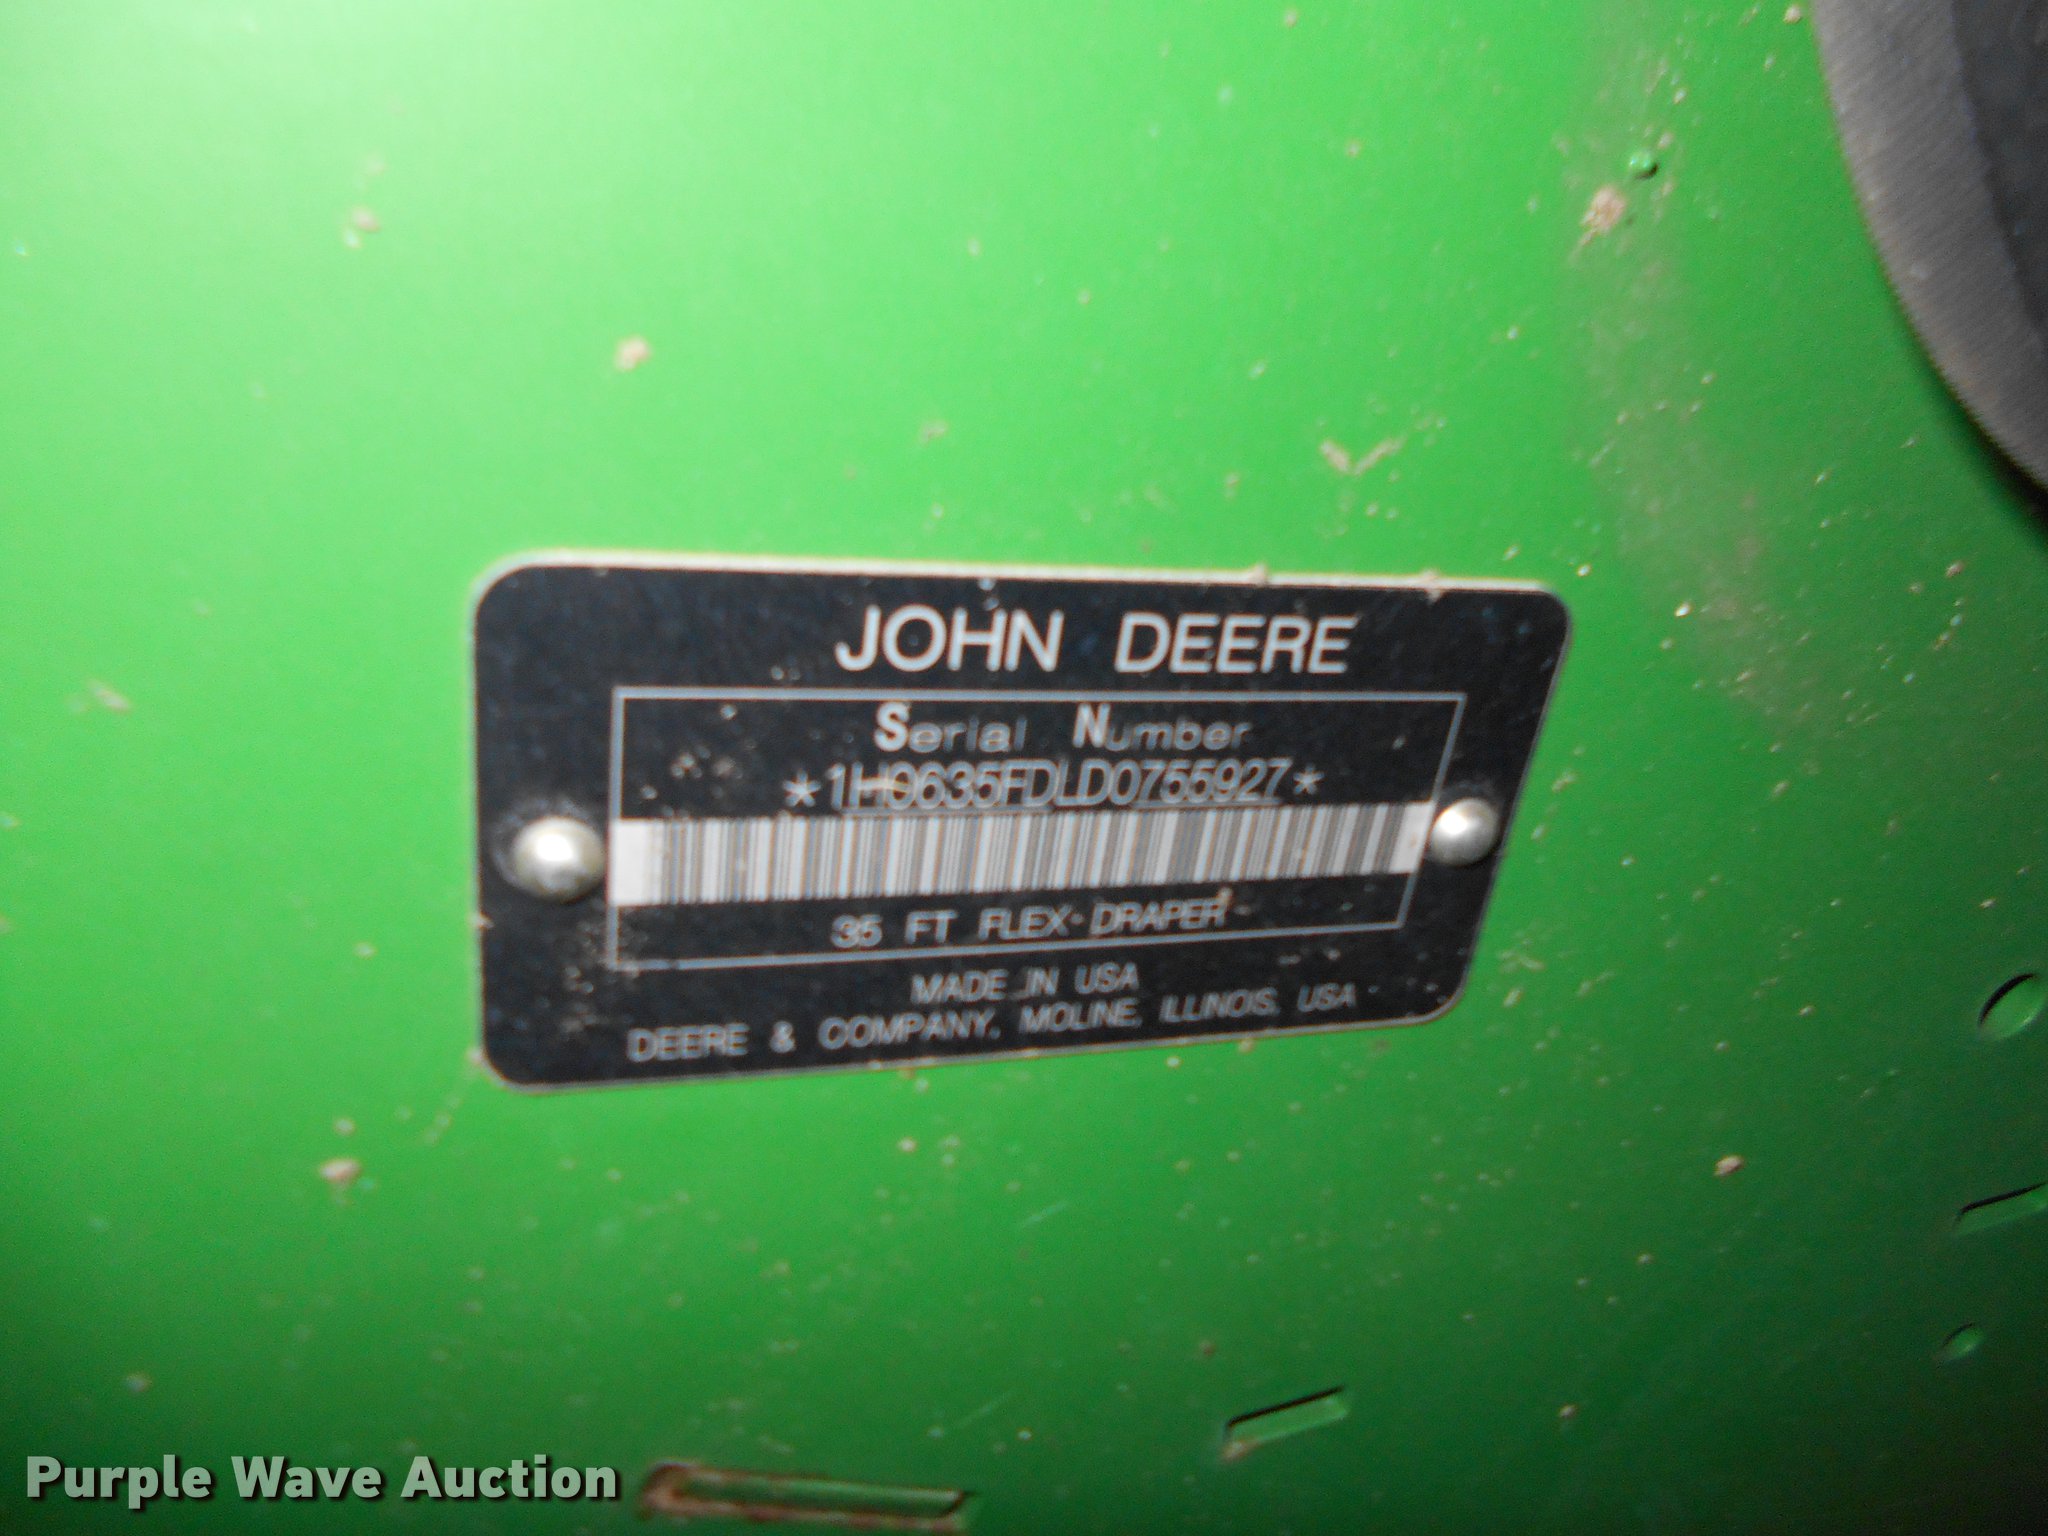 JOHN DEERE
Serial Number
*1H0635FDLD0755927*
35 FT FLEX-DRAPER
MADE IN USA
DEERE & COMPANY, MOLINE, ILLINOIS, USA
Purple Wave Auction